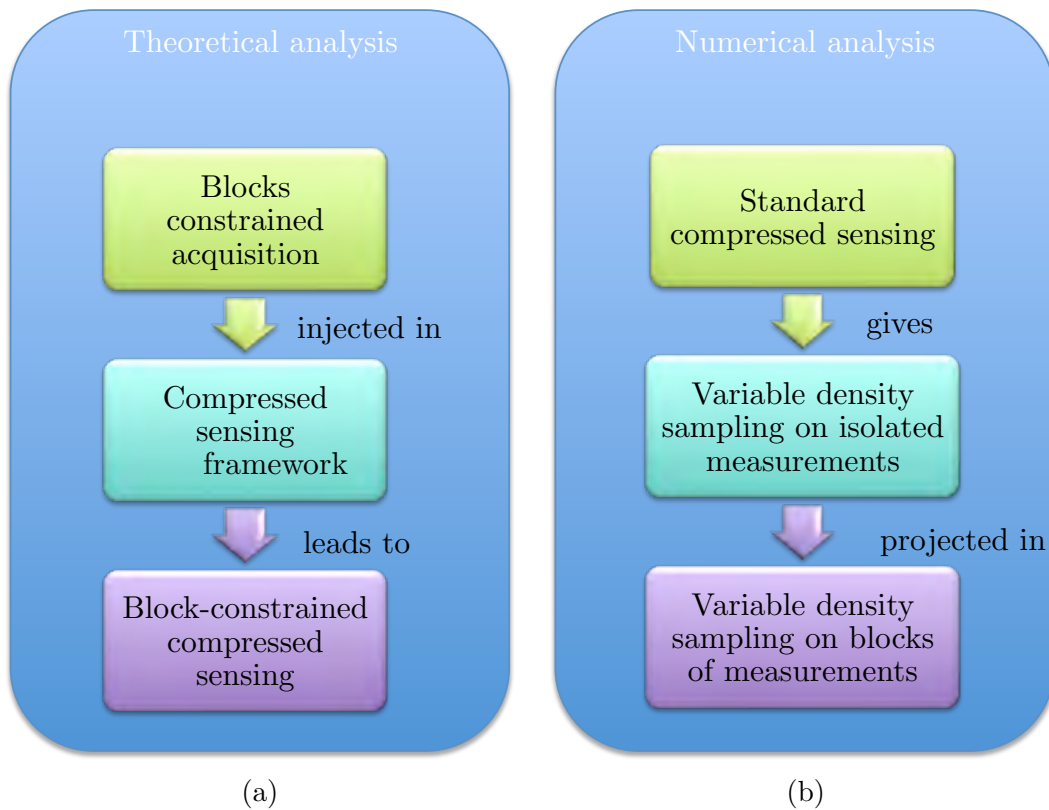 Theoretical analysis
Blocks
constrained
acquisition
injected in
Compressed
sensing
framework
leads to
Block-constrained
compressed
sensing
(a)
Numerical analysis
Standard
compressed sensing
gives
Variable density
sampling on isolated
measurements
projected in
Variable density
sampling on blocks
of measurements
(b)